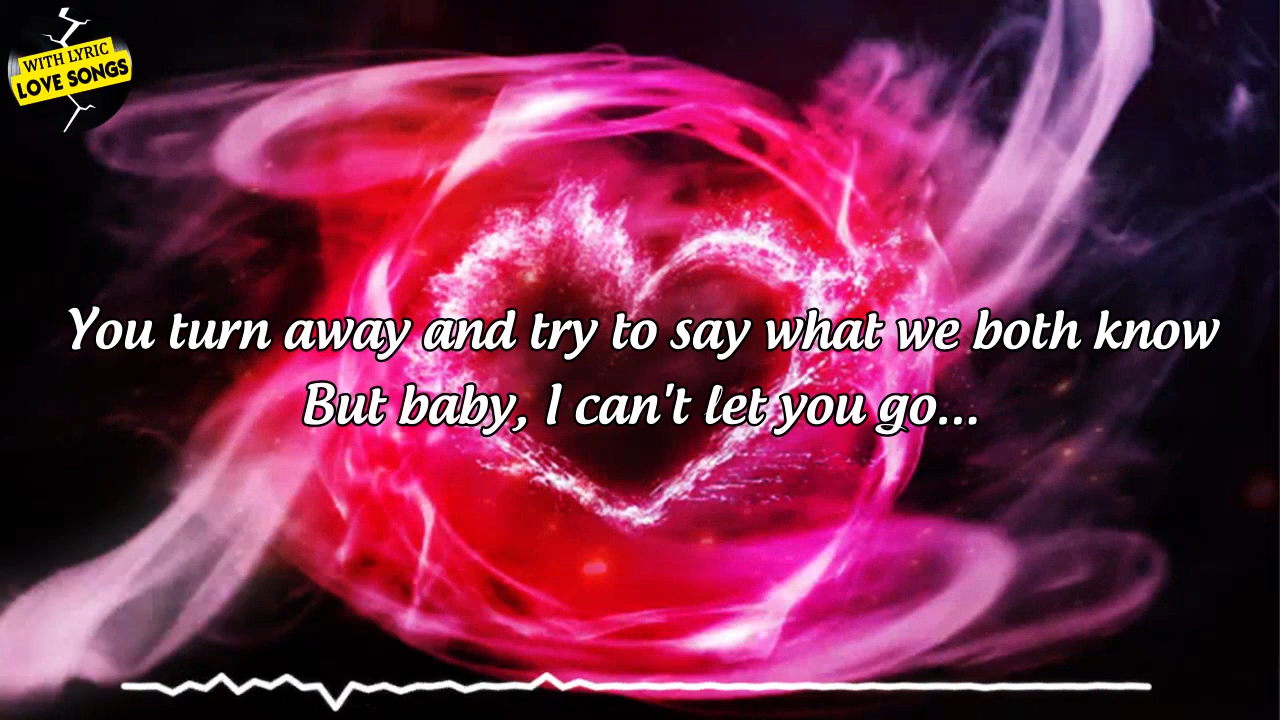 WITH LYRIC
LOVE SONGS
You turn away and try to say what we both know
But baby, I can't let you go...